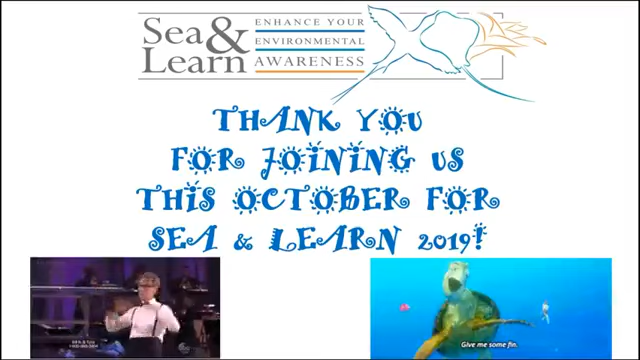 Sea & Learn
ENHANCE YOUR
ENVIRONMENTAL
AWARENESS
THANK YOU
FOR JOINING US
THIS OCTOBER FOR
SEA & LEARN 2019!
abc
Give me some fin.